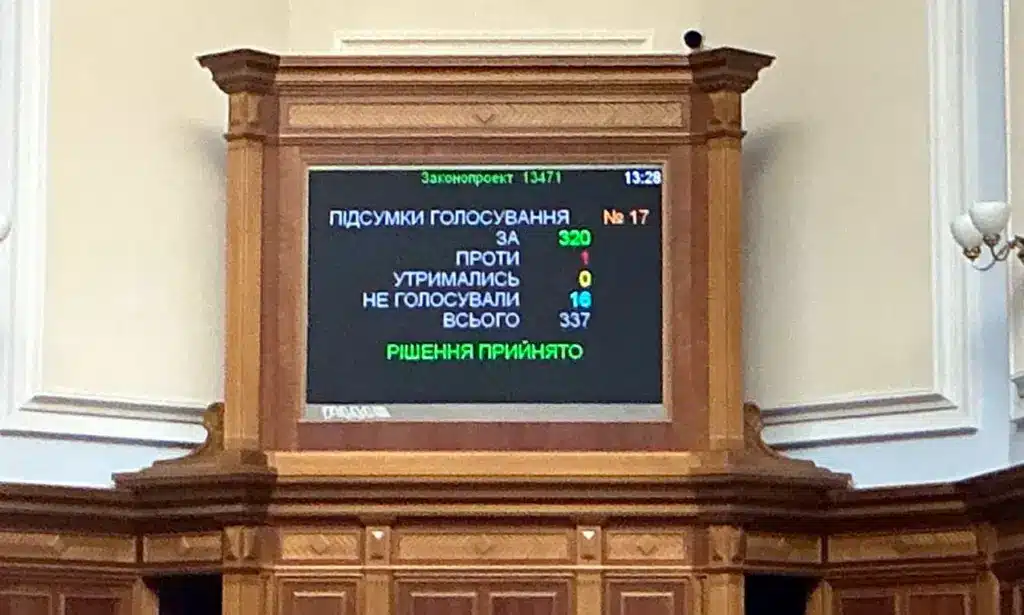 Законопроект 13471 13:28
ПІДСУМКИ ГОЛОСУВАННЯ № 17
ЗА 320
ПРОТИ 1
УТРИМАЛИСЬ 0
НЕ ГОЛОСУВАЛИ 16
ВСЬОГО 337
РІШЕННЯ ПРИЙНЯТО